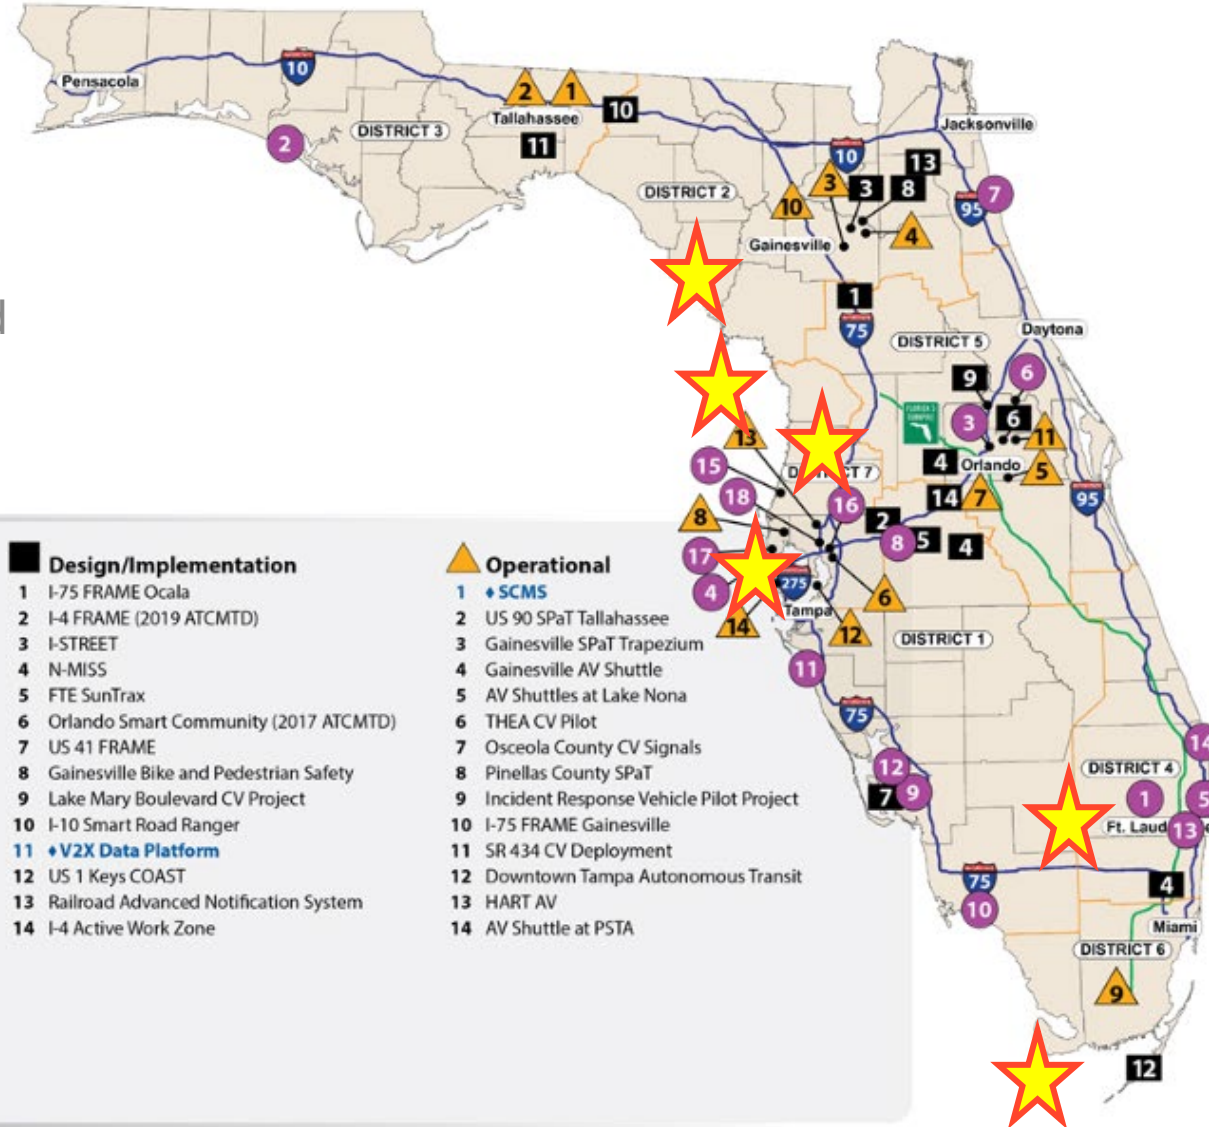 Pensacola
10
2
1
Tallahassee
10
11
DISTRICT 3
2
Jacksonville
10
13
3
3
8
DISTRICT 2
10
95
7
4
Gainesville
1
75
Daytona
DISTRICT 5
9
6
3
6
11
13
15
4
Orlando
5
7
18
16
14
95
8
2
8
5
4
17
4
275
6
Tampa
14
12
DISTRICT 1
11
75
14
12
9
7
DISTRICT 4
1
5
13
75
10
4
Miami
DISTRICT 6
9
12
Design/Implementation
1 I-75 FRAME Ocala
2 I-4 FRAME (2019 ATCMTD)
3 I-STREET
4 N-MISS
5 FTE SunTrax
6 Orlando Smart Community (2017 ATCMTD)
7 US 41 FRAME
8 Gainesville Bike and Pedestrian Safety
9 Lake Mary Boulevard CV Project
10 I-10 Smart Road Ranger
11 ♦V2X Data Platform
12 US 1 Keys COAST
13 Railroad Advanced Notification System
14 I-4 Active Work Zone
Operational
1 ♦SCMS
2 US 90 SPaT Tallahassee
3 Gainesville SPaT Trapezium
4 Gainesville AV Shuttle
5 AV Shuttles at Lake Nona
6 THEA CV Pilot
7 Osceola County CV Signals
8 Pinellas County SPaT
9 Incident Response Vehicle Pilot Project
10 I-75 FRAME Gainesville
11 SR 434 CV Deployment
12 Downtown Tampa Autonomous Transit
13 HART AV
14 AV Shuttle at PSTA